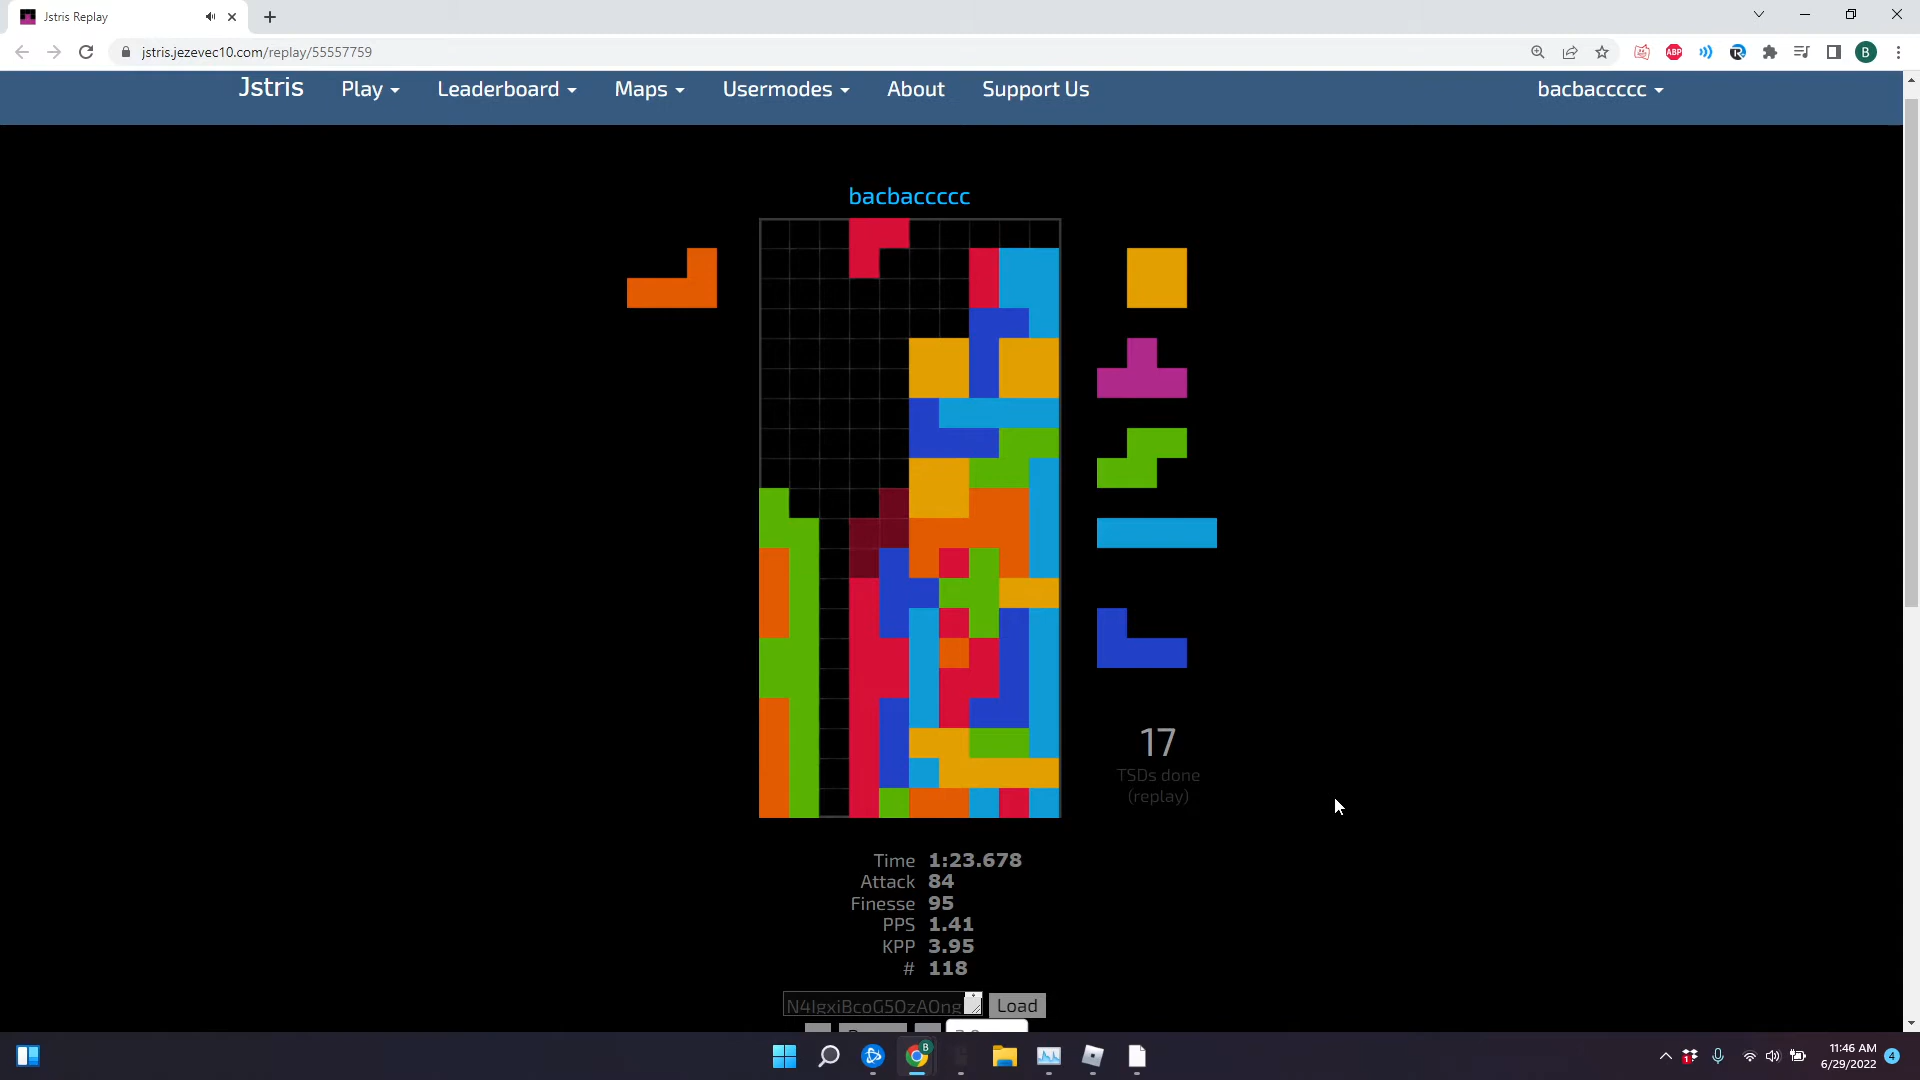 Jstris Replay
jstris.jezevec10.com/replay/55557759
ABP
B
Jstris Play Leaderboard Maps Usermodes About Support Us bacbaccccc
bacbaccccc
17
TSDs done
(replay)
Time 1:23.678
Attack 84
Finesse 95
PPS 1.41
KPP 3.95
# 118
Load
11:46 AM
6/29/2022
4